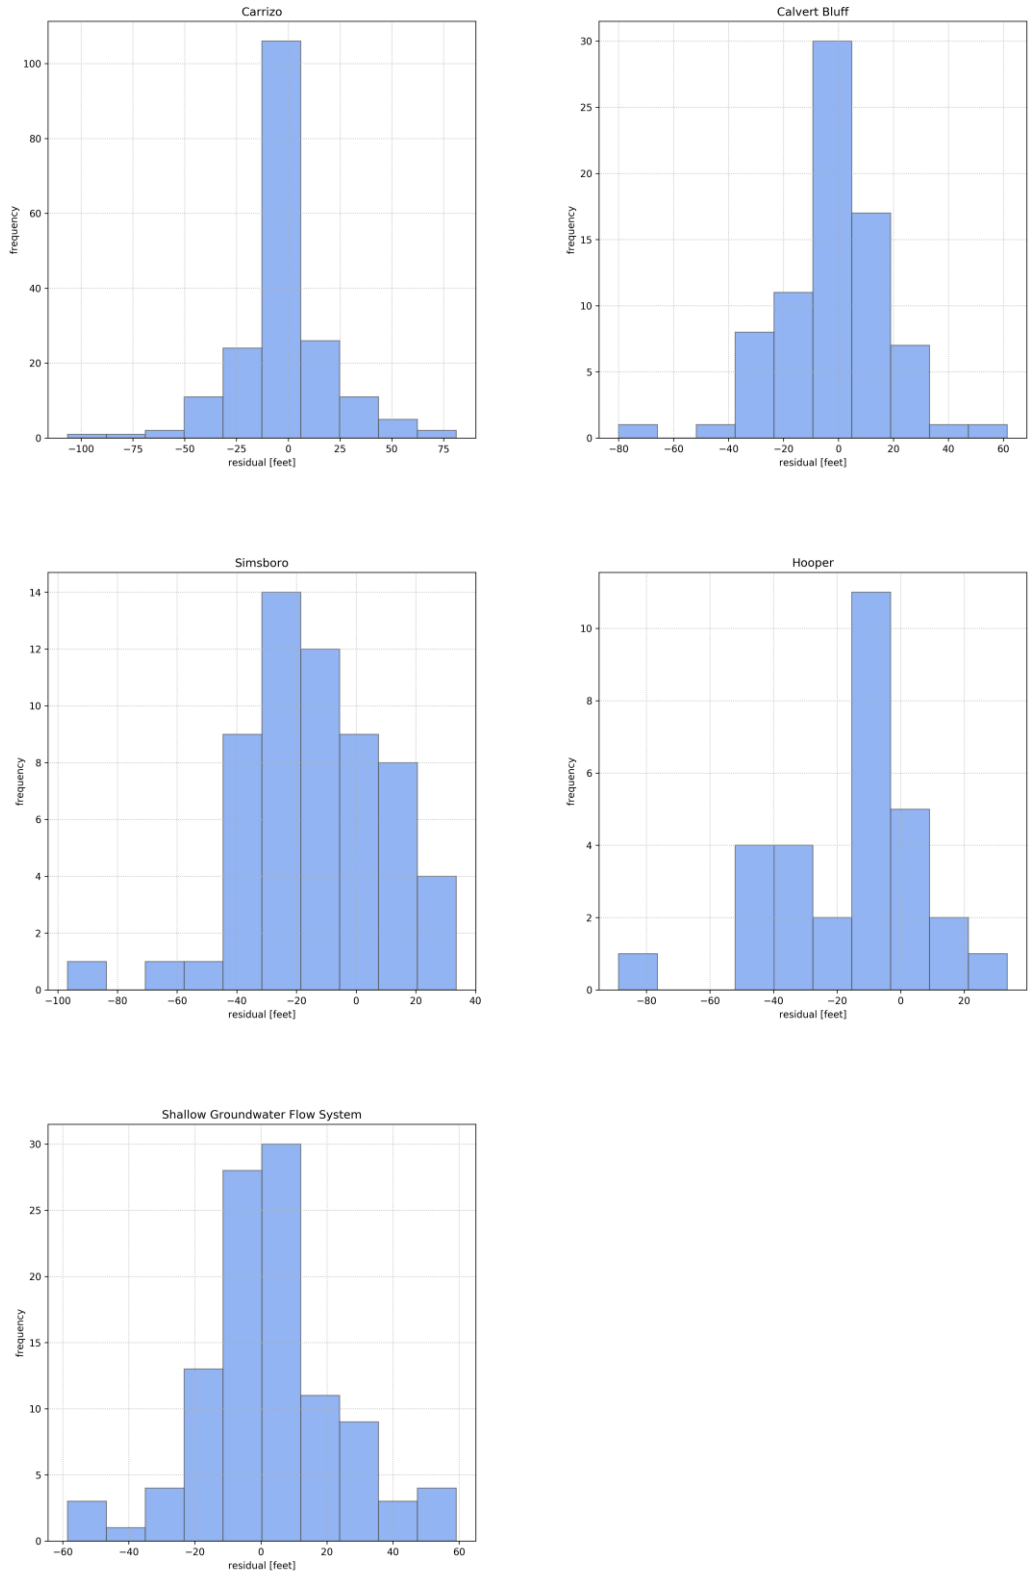 Carrizo
100
80
60
40
20
0
frequency
−100 −75 −50 −25 0 25 50 75
residual [feet]
Calvert Bluff
30
25
20
15
10
5
0
frequency
−80 −60 −40 −20 0 20 40 60
residual [feet]
Simsboro
14
12
10
8
6
4
2
0
frequency
−100 −80 −60 −40 −20 0 20 40
residual [feet]
Hooper
10
8
6
4
2
0
frequency
−80 −60 −40 −20 0 20
residual [feet]
Shallow Groundwater Flow System
30
25
20
15
10
5
0
frequency
−60 −40 −20 0 20 40 60
residual [feet]